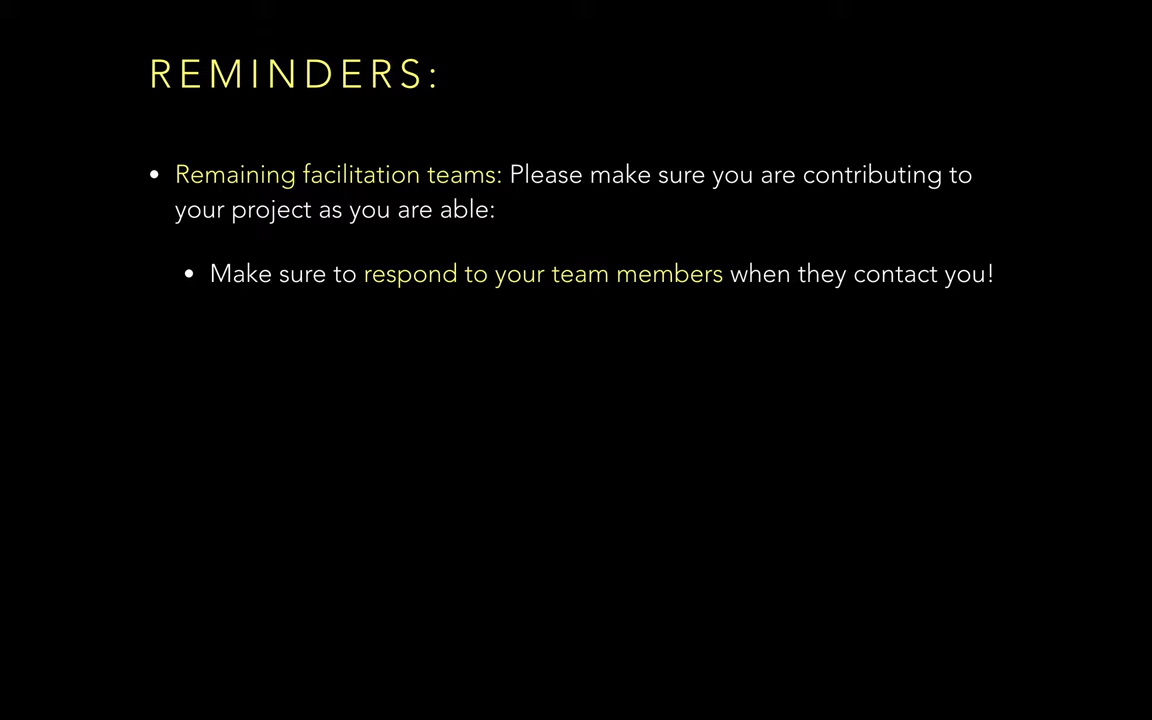 REMINDERS:
• Remaining facilitation teams: Please make sure you are contributing to
your project as you are able:
• Make sure to respond to your team members when they contact you!